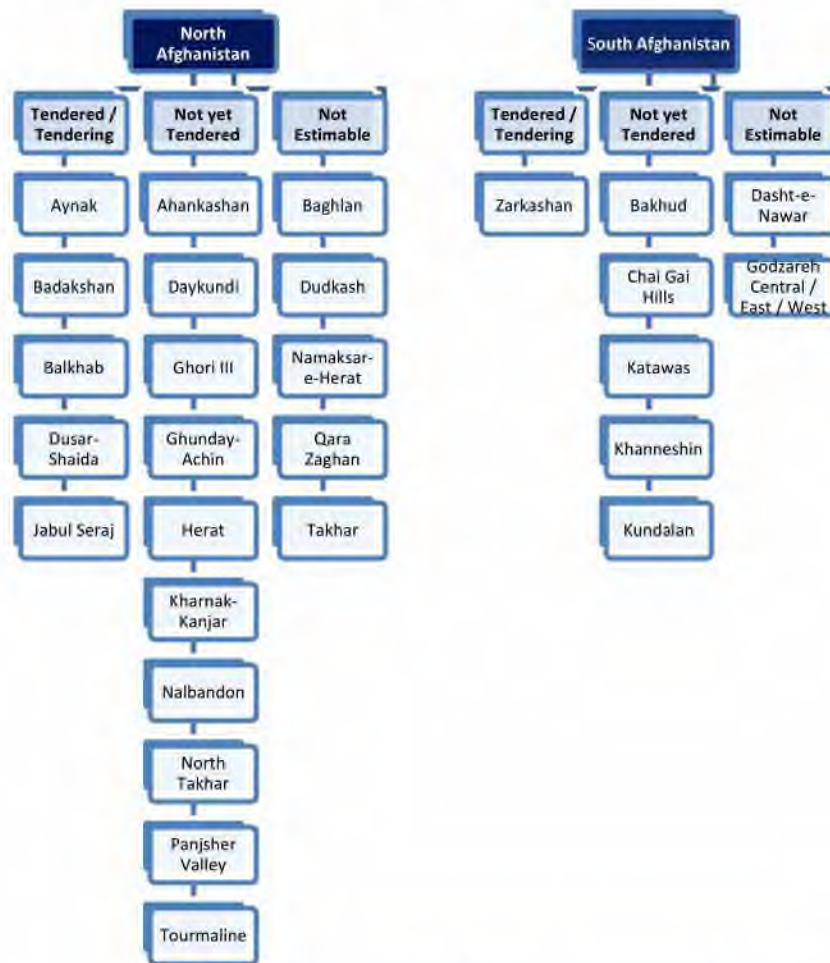 North
Afghanistan
Tendered /
Tendering
Aynak
Badakshan
Balkhab
Dusar-
Shaida
Jabul Seraj
Not yet
Tendered
Ahankashan
Daykundi
Ghori III
Ghunday-
Achin
Herat
Kharnak-
Kanjar
Nalbandon
North
Takhar
Panjsher
Valley
Tourmaline
Not
Estimable
Baghlan
Dudkash
Namaksar-
e-Herat
Qara
Zaghan
Takhar
South Afghanistan
Tendered /
Tendering
Zarkashan
Not yet
Tendered
Bakhud
Chai Gai
Hills
Katawas
Khanneshin
Kundalan
Not
Estimable
Dasht-e-
Nawar
Godzareh
Central /
East / West